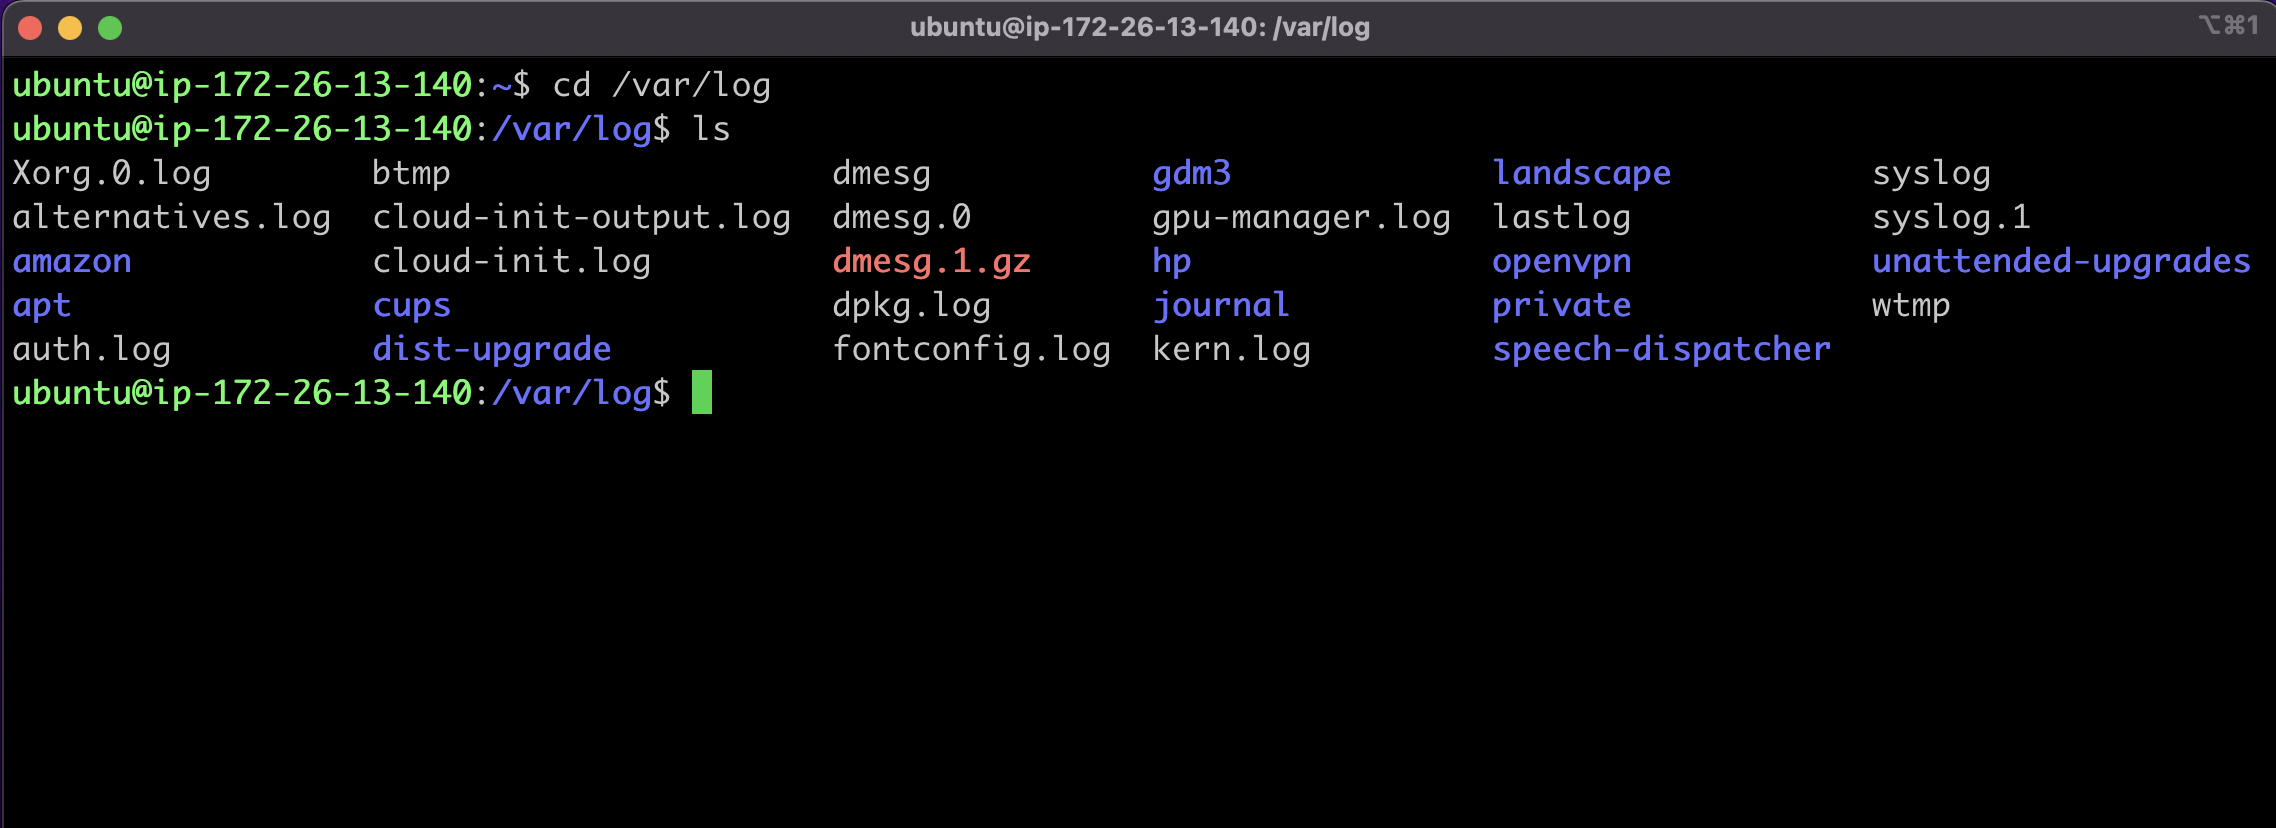 ubuntu@ip-172-26-13-140: /var/log
⌥⌘1
ubuntu@ip-172-26-13-140:~$ cd /var/log
ubuntu@ip-172-26-13-140:/var/log$ ls
Xorg.0.log btmp dmesg gdm3 landscape syslog
alternatives.log cloud-init-output.log dmesg.0 gpu-manager.log lastlog syslog.1
amazon cloud-init.log dmesg.1.gz hp openvpn unattended-upgrades
apt cups dpkg.log journal private wtmp
auth.log dist-upgrade fontconfig.log kern.log speech-dispatcher
ubuntu@ip-172-26-13-140:/var/log$